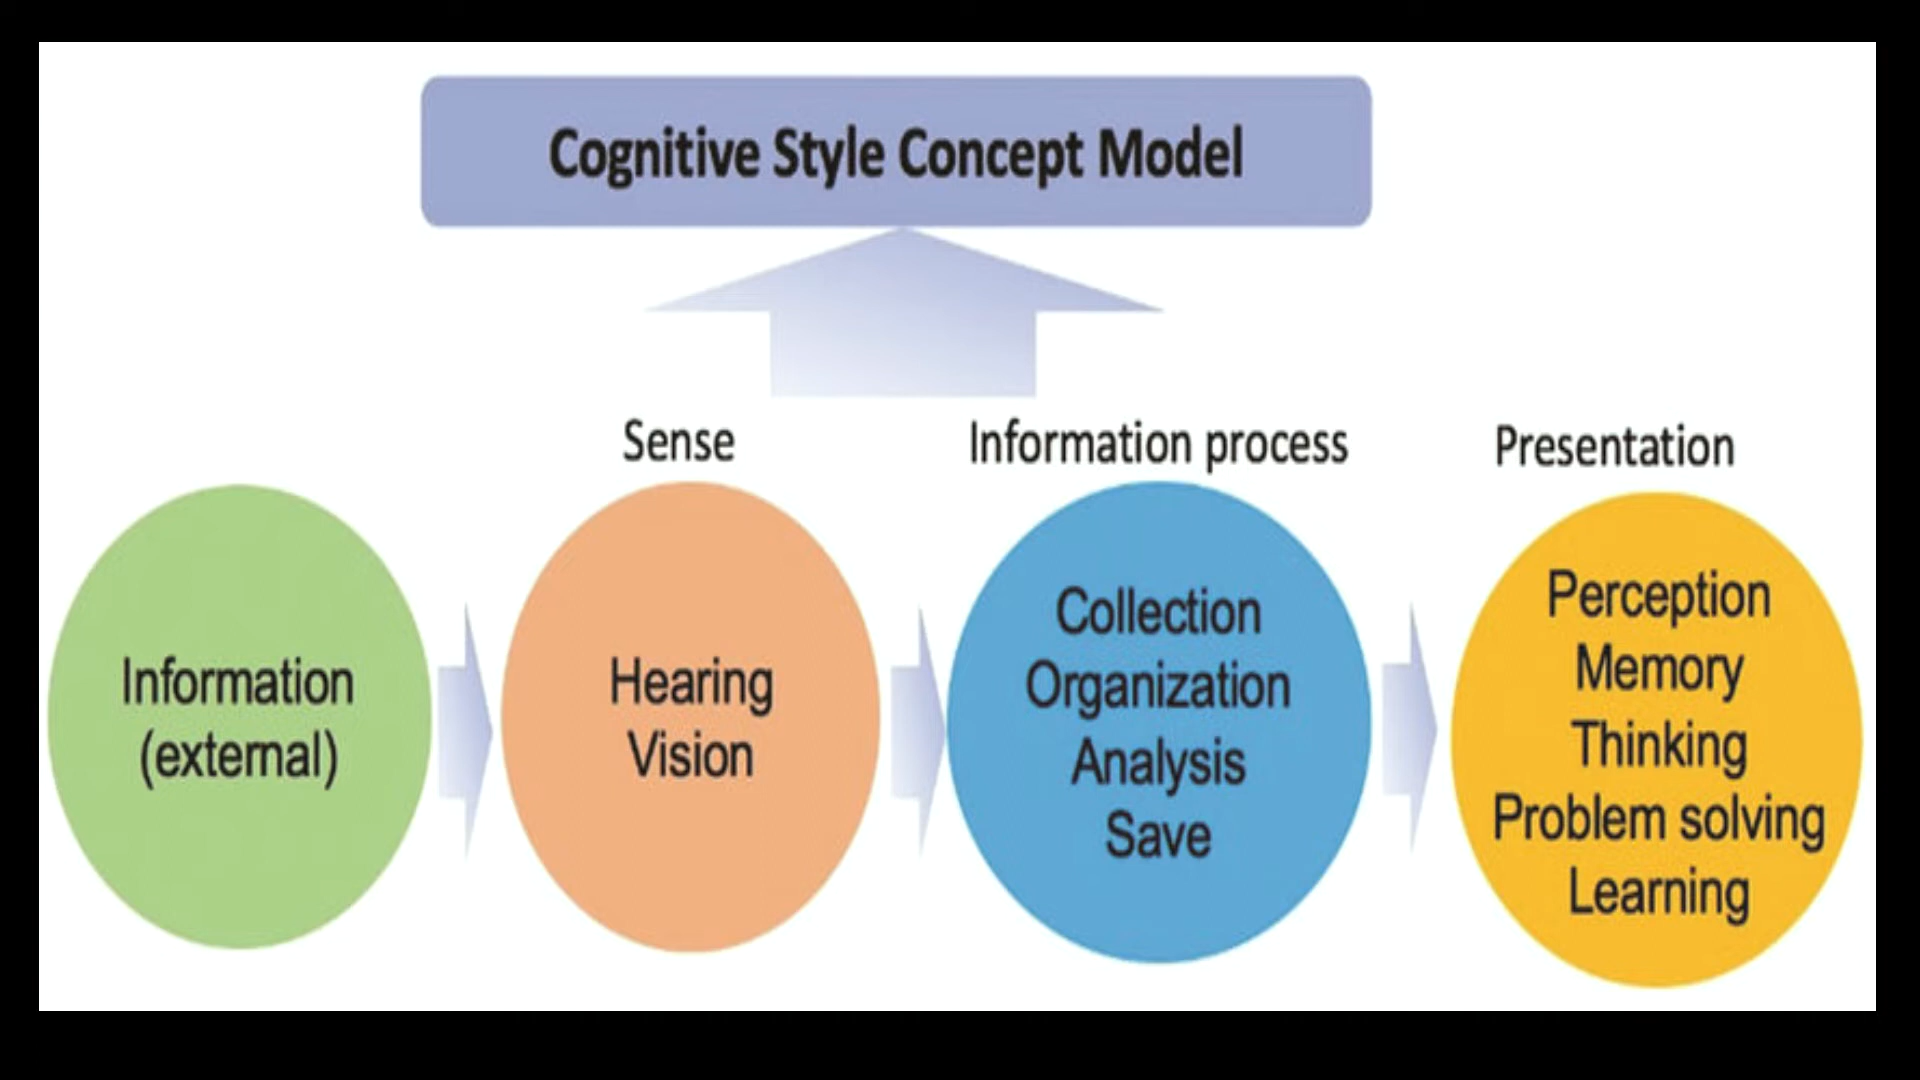 Cognitive Style Concept Model
Sense
Information process
Presentation
Information
(external)
Hearing
Vision
Collection
Organization
Analysis
Save
Perception
Memory
Thinking
Problem solving
Learning